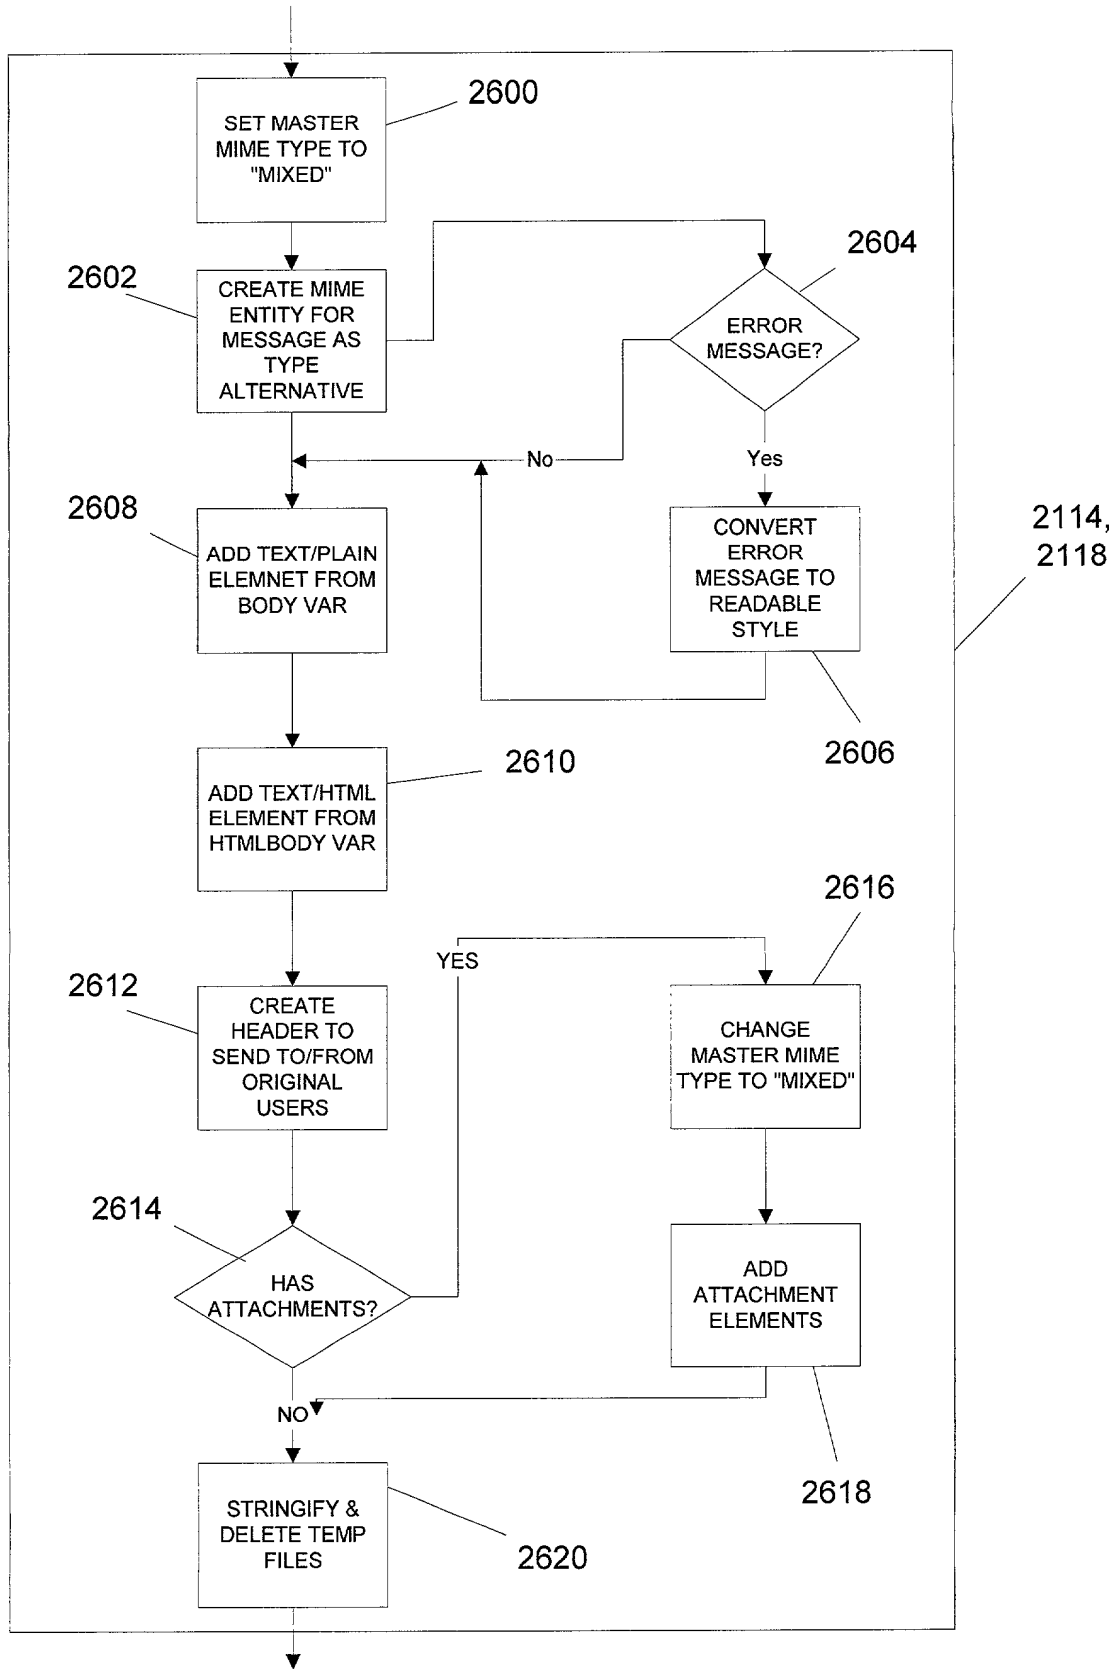 2600
SET MASTER
MIME TYPE TO
"MIXED"
2602
CREATE MIME
ENTITY FOR
MESSAGE AS
TYPE
ALTERNATIVE
2604
ERROR
MESSAGE?
No
Yes
2608
ADD TEXT/PLAIN
ELEMNET FROM
BODY VAR
CONVERT
ERROR
MESSAGE TO
READABLE
STYLE
2114,
2118
2606
2610
ADD TEXT/HTML
ELEMENT FROM
HTMLBODY VAR
2616
YES
2612
CREATE
HEADER TO
SEND TO/FROM
ORIGINAL
USERS
CHANGE
MASTER MIME
TYPE TO "MIXED"
2614
HAS
ATTACHMENTS?
ADD
ATTACHMENT
ELEMENTS
NO
2618
STRINGIFY &
DELETE TEMP
FILES
2620